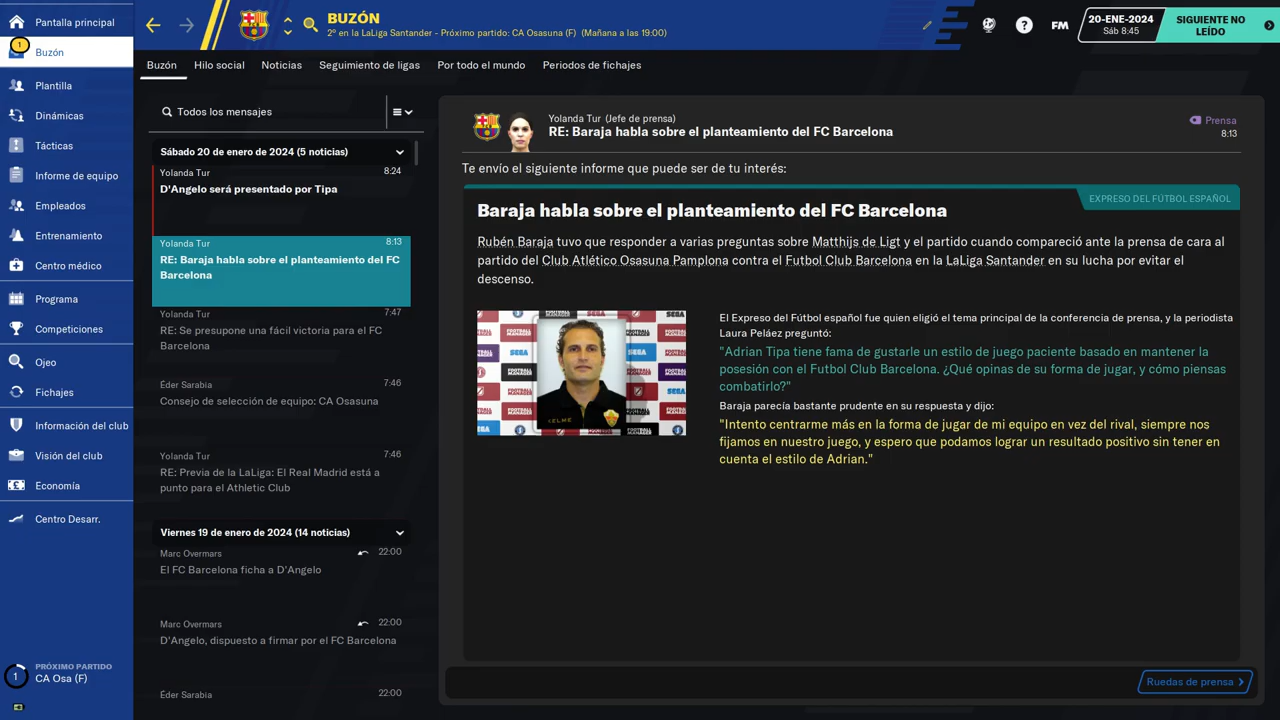 Pantalla principal
1
Buzón
Plantilla
Dinámicas
Tácticas
Informe de equipo
Empleados
Entrenamiento
Centro médico
Programa
Competiciones
Ojeo
Fichajes
Información del club
Visión del club
Economía
Centro Desarr.
PRÓXIMO PARTIDO
1
CA Osa (F)
BUZÓN
2º en la LaLiga Santander - Próximo partido: CA Osasuna (F) (Mañana a las 19:00)
?
FM
20-ENE-2024
Sáb 8:45
SIGUIENTE NO
LEÍDO
Buzón
Hilo social
Noticias
Seguimiento de ligas
Por todo el mundo
Periodos de fichajes
Todos los mensajes
Sábado 20 de enero de 2024 (5 noticias)
Yolanda Tur 8:24
D'Angelo será presentado por Tipa
Yolanda Tur 8:13
RE: Baraja habla sobre el planteamiento del FC
Barcelona
Yolanda Tur 7:47
RE: Se presupone una fácil victoria para el FC
Barcelona
Éder Sarabia 7:46
Consejo de selección de equipo: CA Osasuna
Yolanda Tur 7:46
RE: Previa de la LaLiga: El Real Madrid está a
punto para el Athletic Club
Viernes 19 de enero de 2024 (14 noticias)
Marc Overmars 22:00
El FC Barcelona ficha a D'Angelo
Marc Overmars 22:00
D'Angelo, dispuesto a firmar por el FC Barcelona
Éder Sarabia 22:00
Yolanda Tur (Jefe de prensa)
RE: Baraja habla sobre el planteamiento del FC Barcelona
Prensa
8:13
Te envío el siguiente informe que puede ser de tu interés:
EXPRESO DEL FÚTBOL ESPAÑOL
Baraja habla sobre el planteamiento del FC Barcelona
Rubén Baraja tuvo que responder a varias preguntas sobre Matthijs de Ligt y el partido cuando compareció ante la prensa de cara al
partido del Club Atlético Osasuna Pamplona contra el Futbol Club Barcelona en la LaLiga Santander en su lucha por evitar el
descenso.
SEGA
SEGA
KELME
El Expreso del Fútbol español fue quien eligió el tema principal de la conferencia de prensa, y la periodista
Laura Peláez preguntó:
"Adrian Tipa tiene fama de gustarle un estilo de juego paciente basado en mantener la
posesión con el Futbol Club Barcelona. ¿Qué opinas de su forma de jugar, y cómo piensas
combatirlo?"
Baraja parecía bastante prudente en su respuesta y dijo:
"Intento centrarme más en la forma de jugar de mi equipo en vez del rival, siempre nos
fijamos en nuestro juego, y espero que podamos lograr un resultado positivo sin tener en
cuenta el estilo de Adrian."
Ruedas de prensa